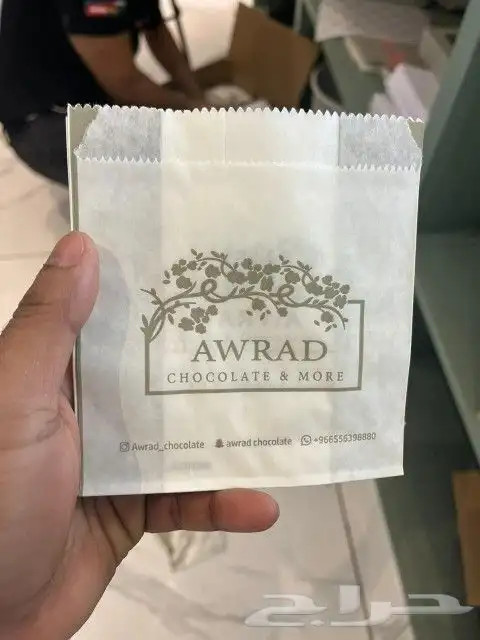 AWRAD
CHOCOLATE & MORE
Awrad_chocolate awrad chocolate +966556398880
حراج